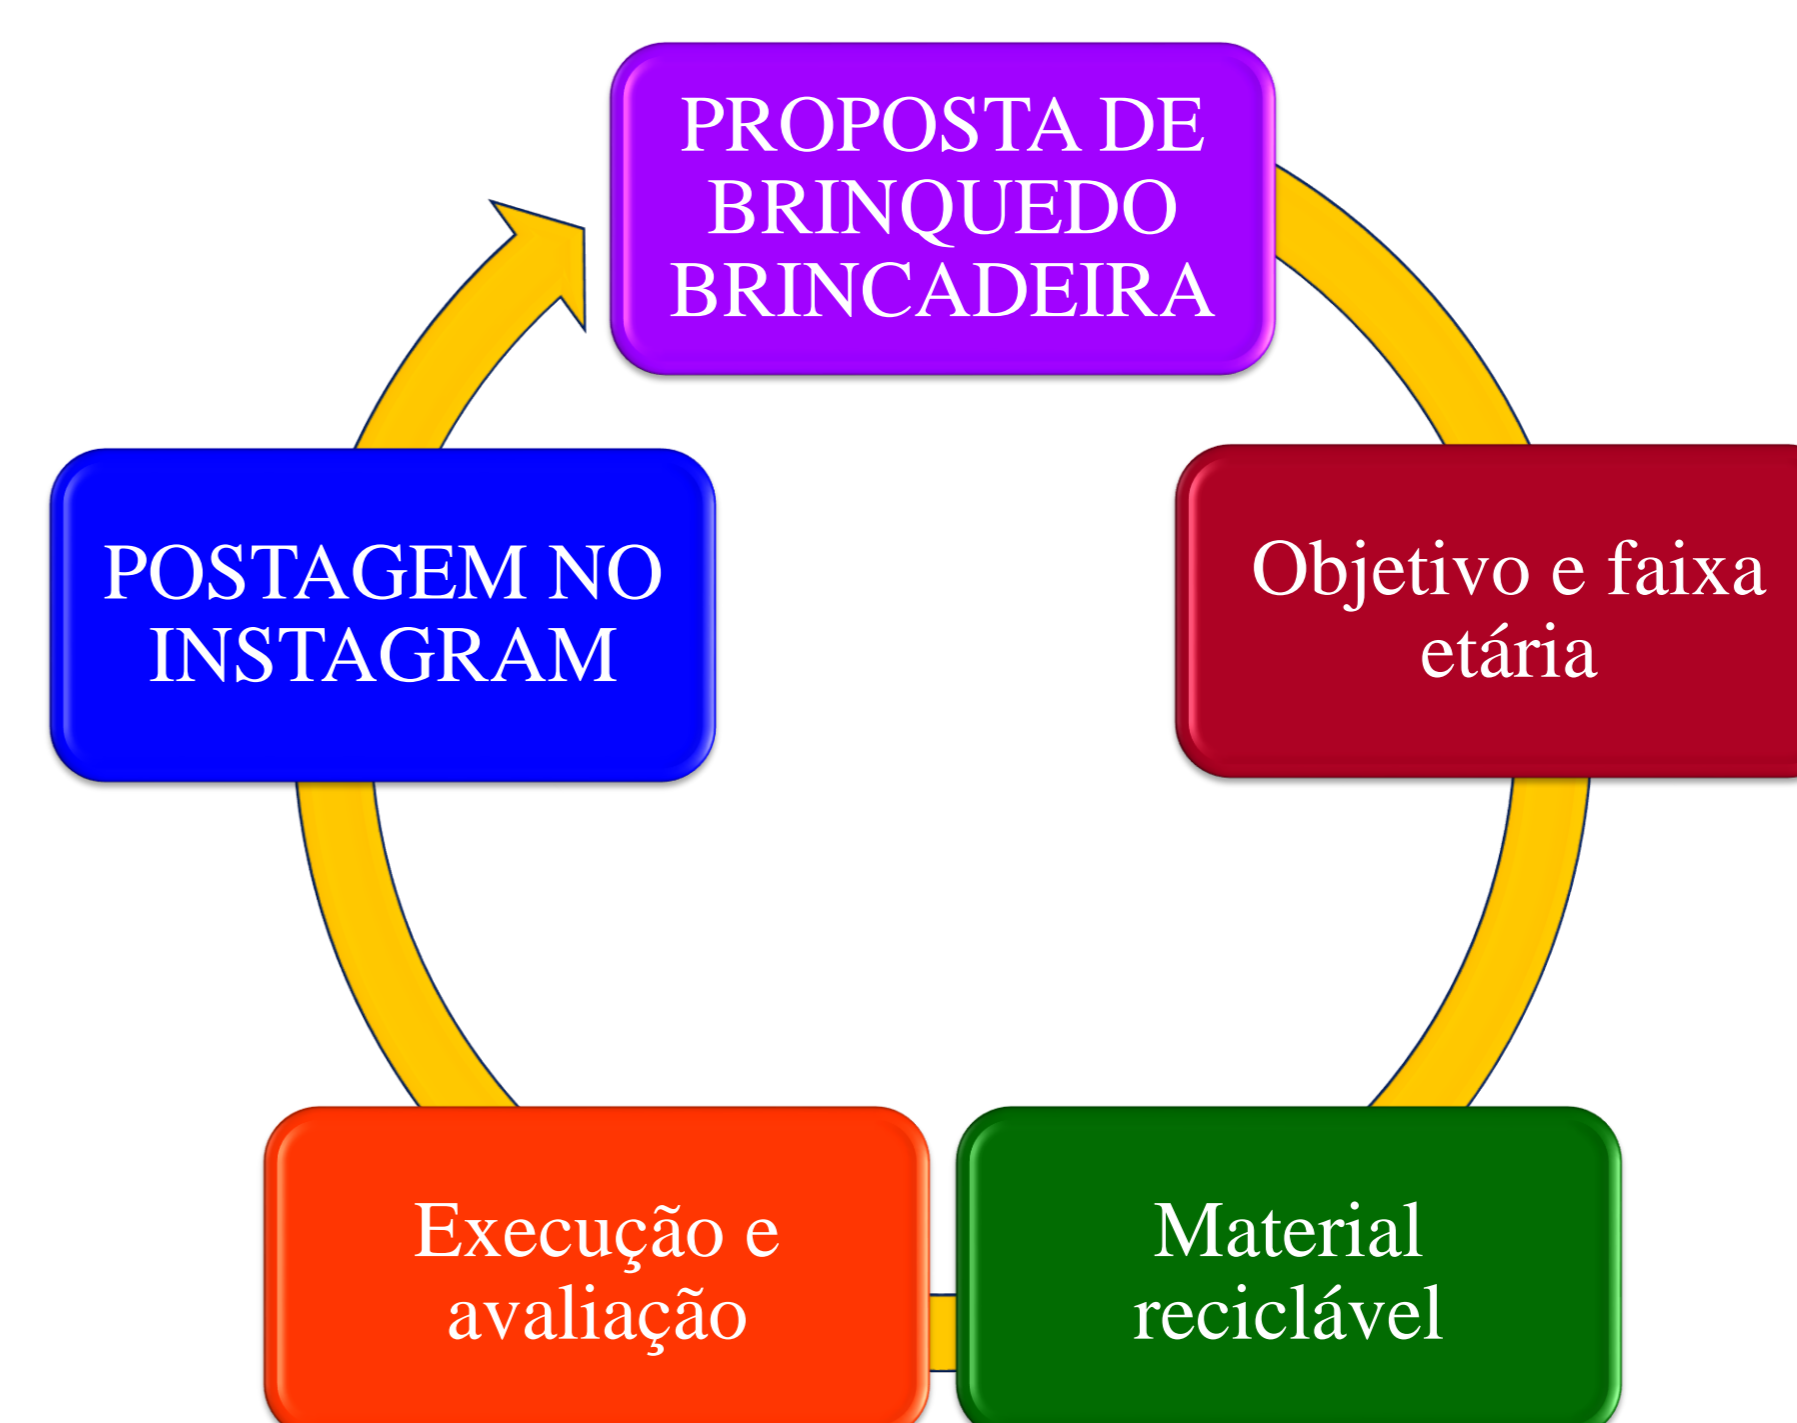 PROPOSTA DE
BRINQUEDO
BRINCADEIRA
Objetivo e faixa
etária
Material
reciclável
Execução e
avaliação
POSTAGEM NO
INSTAGRAM